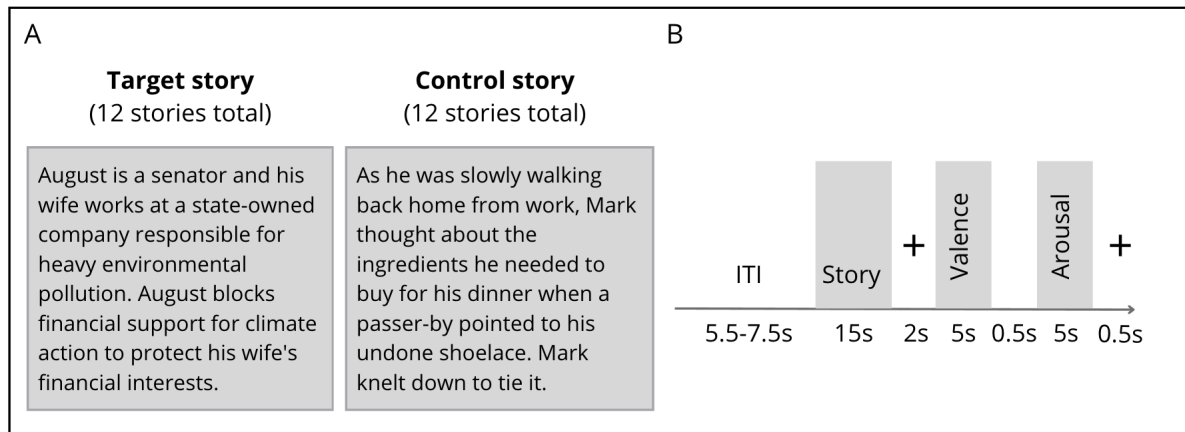 A
Target story
(12 stories total)
August is a senator and his
wife works at a state-owned
company responsible for
heavy environmental
pollution. August blocks
financial support for climate
action to protect his wife's
financial interests.
Control story
(12 stories total)
As he was slowly walking
back home from work, Mark
thought about the
ingredients he needed to
buy for his dinner when a
passer-by pointed to his
undone shoelace. Mark
knelt down to tie it.
B
ITI
Story
+
Valence
Arousal
+
5.5-7.5s 15s 2s 5s 0.5s 5s 0.5s